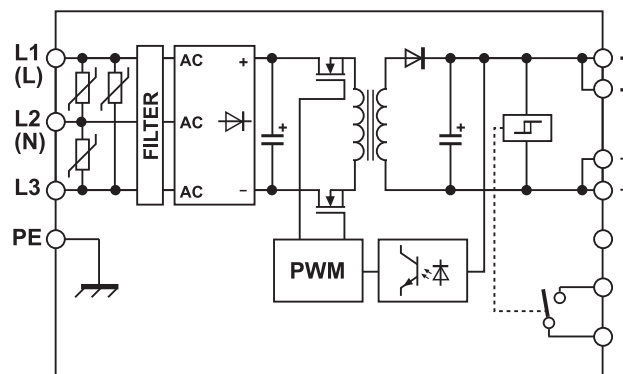 L1
(L)
L2
(N)
L3
PE
FILTER
AC
AC
AC
+
–
+
+
PWM